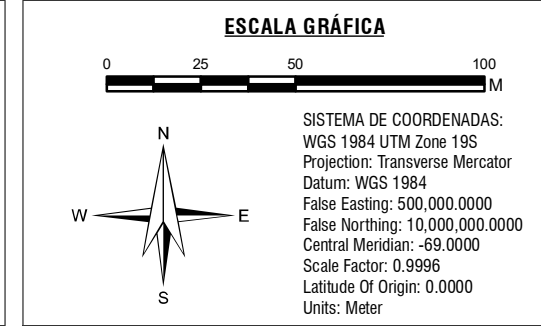 ESCALA GRÁFICA
0 25 50 100
M
N
W E
S
SISTEMA DE COORDENADAS:
WGS 1984 UTM Zone 19S
Projection: Transverse Mercator
Datum: WGS 1984
False Easting: 500,000.0000
False Northing: 10,000,000.0000
Central Meridian: -69.0000
Scale Factor: 0.9996
Latitude Of Origin: 0.0000
Units: Meter